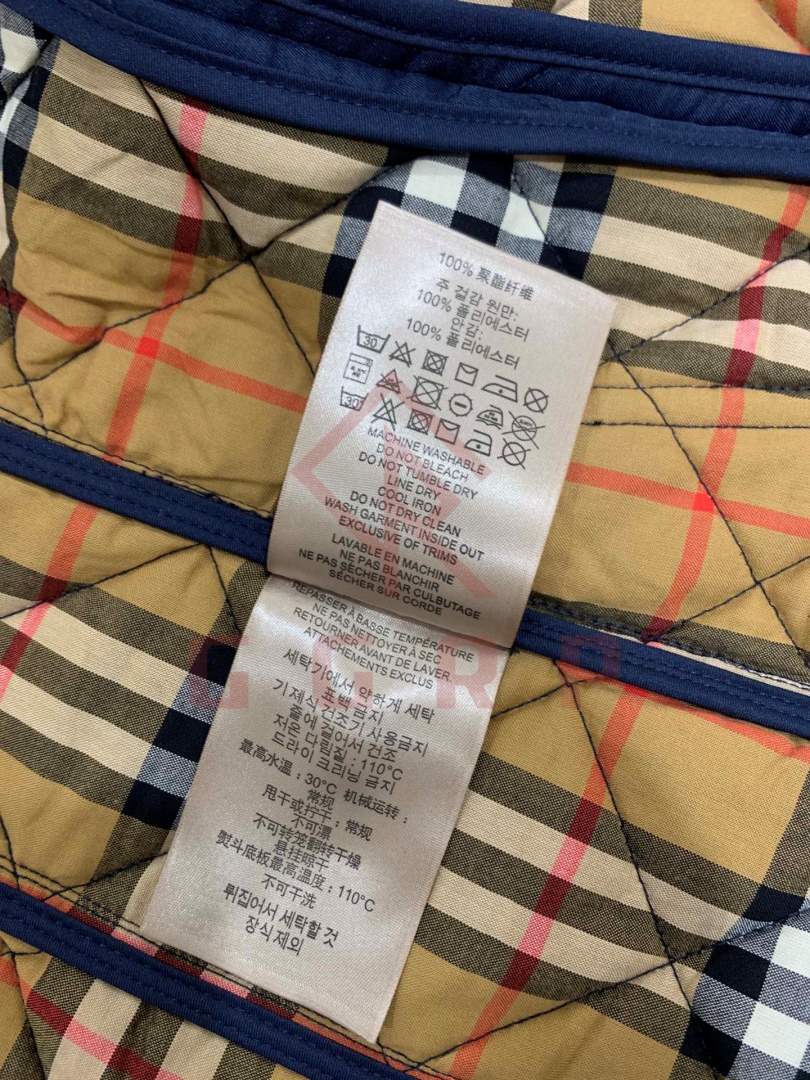 100% 聚酯纤维
주 겉감 원만:
100% 폴리에스터
안감:
100% 폴리에스터
30
30
MACHINE WASHABLE
DO NOT BLEACH
DO NOT TUMBLE DRY
LINE DRY
COOL IRON
DO NOT DRY CLEAN
WASH GARMENT INSIDE OUT
EXCLUSIVE OF TRIMS
LAVABLE EN MACHINE
NE PAS BLANCHIR
NE PAS SÉCHER PAR CULBUTAGE
SÉCHER SUR CORDE
REPASSER À BASSE TEMPÉRATURE
NE PAS NETTOYER À SEC
RETOURNER AVANT DE LAVER.
ATTACHEMENTS EXCLUS
세탁기에서 약하게 세탁
표백 금지
기계식 건조기 사용금지
줄에 널어서 건조
저온 다림질 : 110°C
드라이 크리닝 금지
最高水温 : 30°C 机械运转 :
常规
甩干或拧干 : 常规
不可漂
不可转笼翻转干燥
悬挂晾干
熨斗底板最高温度 : 110°C
不可干洗
뒤집어서 세탁할 것
장식 제외